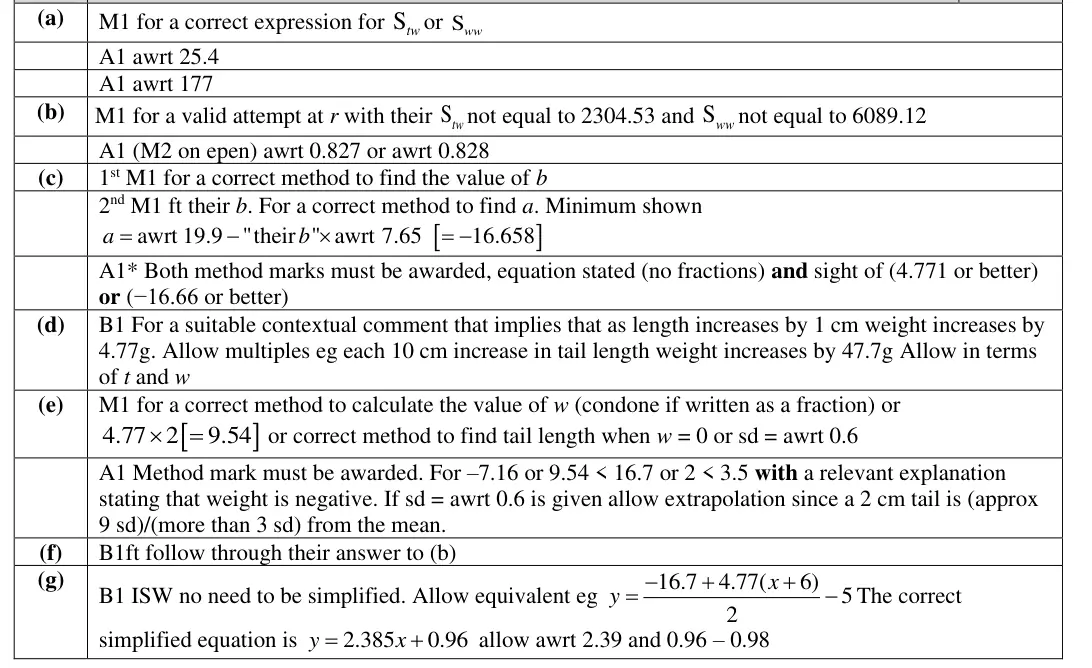 (a) M1 for a correct expression for S_tw or S_ww
A1 awrt 25.4
A1 awrt 177
(b) M1 for a valid attempt at r with their S_tw not equal to 2304.53 and S_ww not equal to 6089.12
A1 (M2 on epen) awrt 0.827 or awrt 0.828
(c) 1st M1 for a correct method to find the value of b
2nd M1 ft their b. For a correct method to find a. Minimum shown
a = awrt 19.9 − "their b"× awrt 7.65 [= −16.658]
A1* Both method marks must be awarded, equation stated (no fractions) and sight of (4.771 or better)
or (−16.66 or better)
(d) B1 For a suitable contextual comment that implies that as length increases by 1 cm weight increases by
4.77g. Allow multiples eg each 10 cm increase in tail length weight increases by 47.7g Allow in terms
of t and w
(e) M1 for a correct method to calculate the value of w (condone if written as a fraction) or
4.77 × 2[= 9.54] or correct method to find tail length when w = 0 or sd = awrt 0.6
A1 Method mark must be awarded. For –7.16 or 9.54 < 16.7 or 2 < 3.5 with a relevant explanation
stating that weight is negative. If sd = awrt 0.6 is given allow extrapolation since a 2 cm tail is (approx
9 sd)/(more than 3 sd) from the mean.
(f) B1ft follow through their answer to (b)
(g) B1 ISW no need to be simplified. Allow equivalent eg y = (−16.7 + 4.77(x + 6))/2 − 5 The correct
simplified equation is y = 2.385x + 0.96 allow awrt 2.39 and 0.96 – 0.98